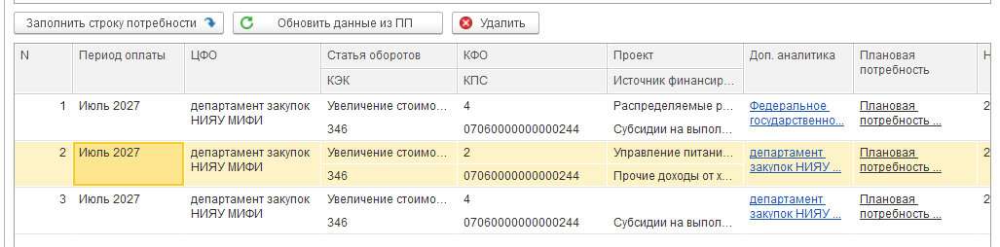 Заполнить строку потребности Обновить данные из ПП Удалить
N Период оплаты ЦФО Статья оборотов КФО Проект Доп. аналитика Плановая потребность Н
КЭК КПС Источник финансир...
1 Июль 2027 департамент закупок НИЯУ МИФИ Увеличение стоимо... 4 Распределяемые р... Федеральное государственно... Плановая потребность ... 2
346 07060000000000244 Субсидии на выпол...
2 Июль 2027 департамент закупок НИЯУ МИФИ Увеличение стоимо... 2 Управление питани... департамент закупок НИЯУ ... Плановая потребность ... 2
346 07060000000000244 Прочие доходы от х...
3 Июль 2027 департамент закупок НИЯУ МИФИ Увеличение стоимо... 4 департамент закупок НИЯУ ... Плановая потребность ... 2
346 07060000000000244 Субсидии на выпол...